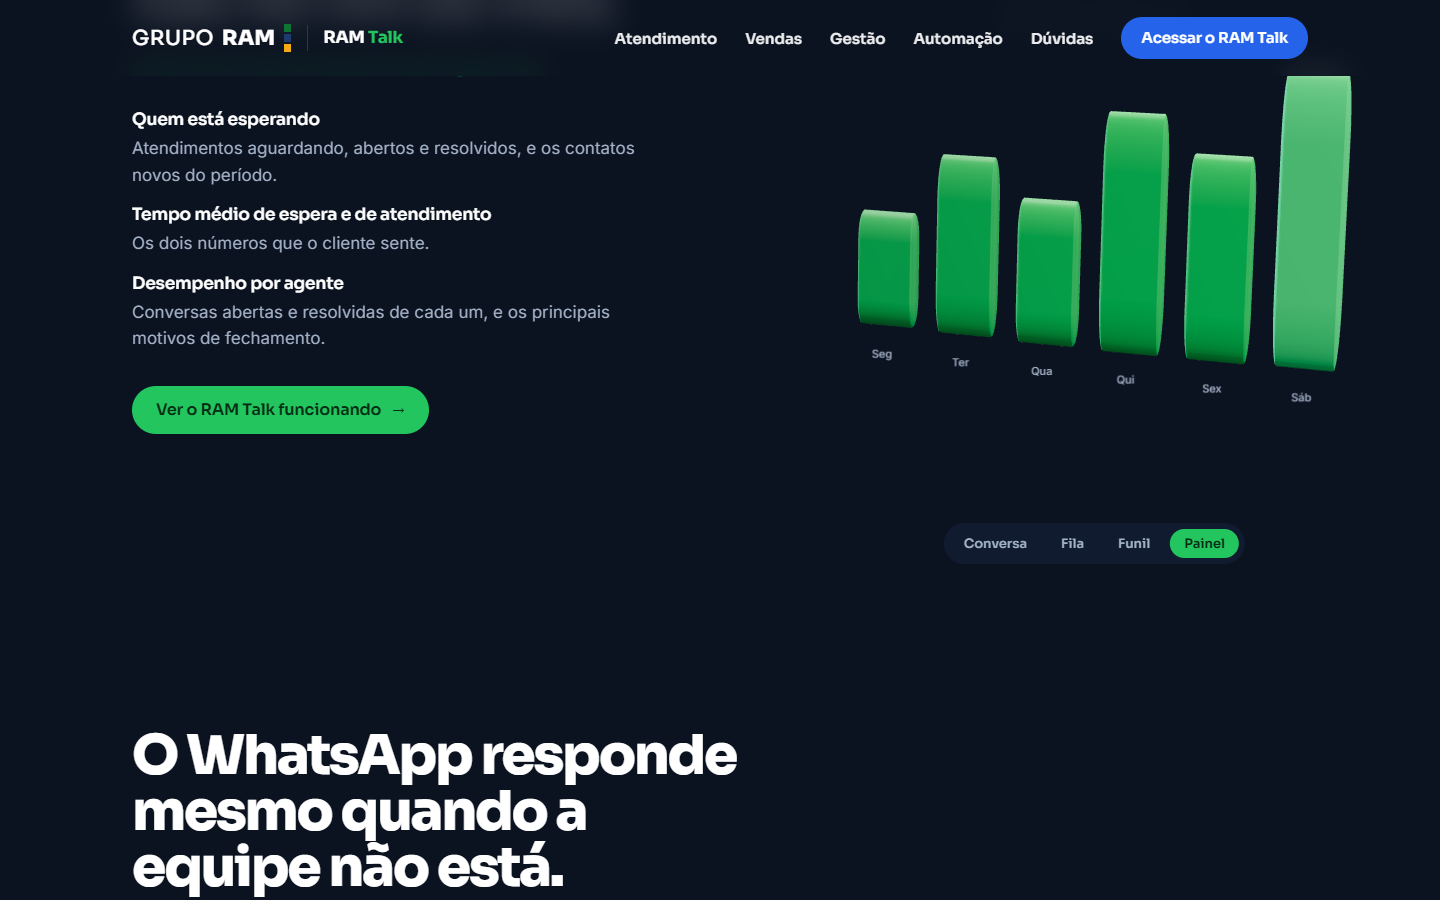 GRUPO RAM
RAM Talk
Atendimento
Vendas
Gestão
Automação
Dúvidas
Acessar o RAM Talk
Quem está esperando
Atendimentos aguardando, abertos e resolvidos, e os contatos
novos do período.
Tempo médio de espera e de atendimento
Os dois números que o cliente sente.
Desempenho por agente
Conversas abertas e resolvidas de cada um, e os principais
motivos de fechamento.
Ver o RAM Talk funcionando →
Seg
Ter
Qua
Qui
Sex
Sáb
Conversa
Fila
Funil
Painel
O WhatsApp responde
mesmo quando a
equipe não está.